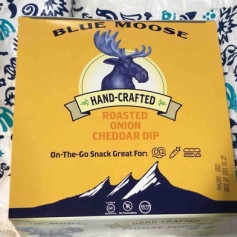 BLUE MOOSE
HAND-CRAFTED
ROASTED
ONION
CHEDDAR DIP
On-The-Go Snack Great For: